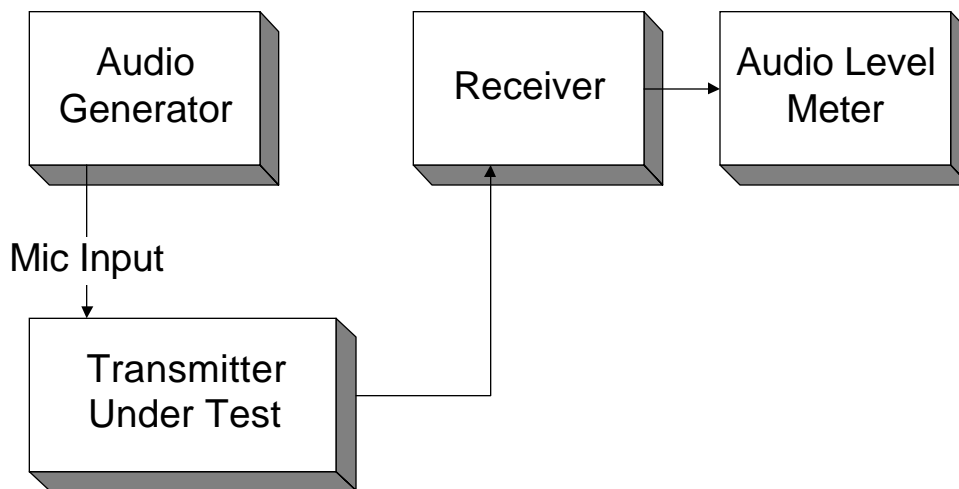 Audio
Generator
Receiver
Audio Level
Meter
Mic Input
Transmitter
Under Test